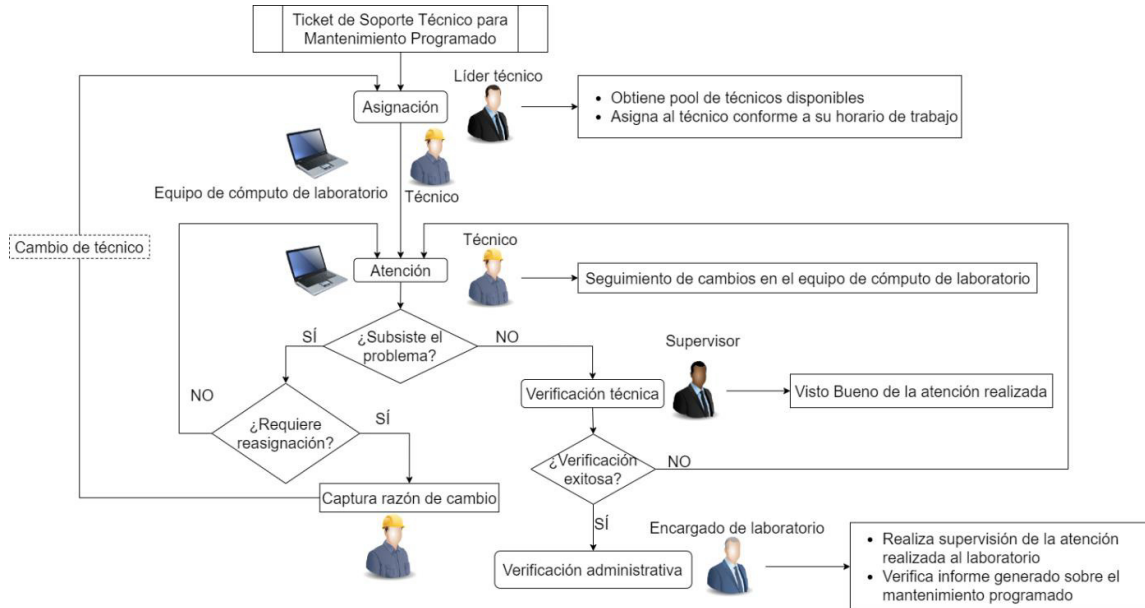 Ticket de Soporte Técnico para
Mantenimiento Programado
Líder técnico
Asignación
• Obtiene pool de técnicos disponibles
• Asigna al técnico conforme a su horario de trabajo
Equipo de cómputo de laboratorio
Técnico
Cambio de técnico
Técnico
Atención
Seguimiento de cambios en el equipo de cómputo de laboratorio
SÍ
¿Subsiste el
problema?
NO
Supervisor
NO
Verificación técnica
Visto Bueno de la atención realizada
¿Requiere
reasignación?
SÍ
¿Verificación
exitosa?
NO
Captura razón de cambio
SÍ
Encargado de laboratorio
Verificación administrativa
• Realiza supervisión de la atención
realizada al laboratorio
• Verifica informe generado sobre el
mantenimiento programado